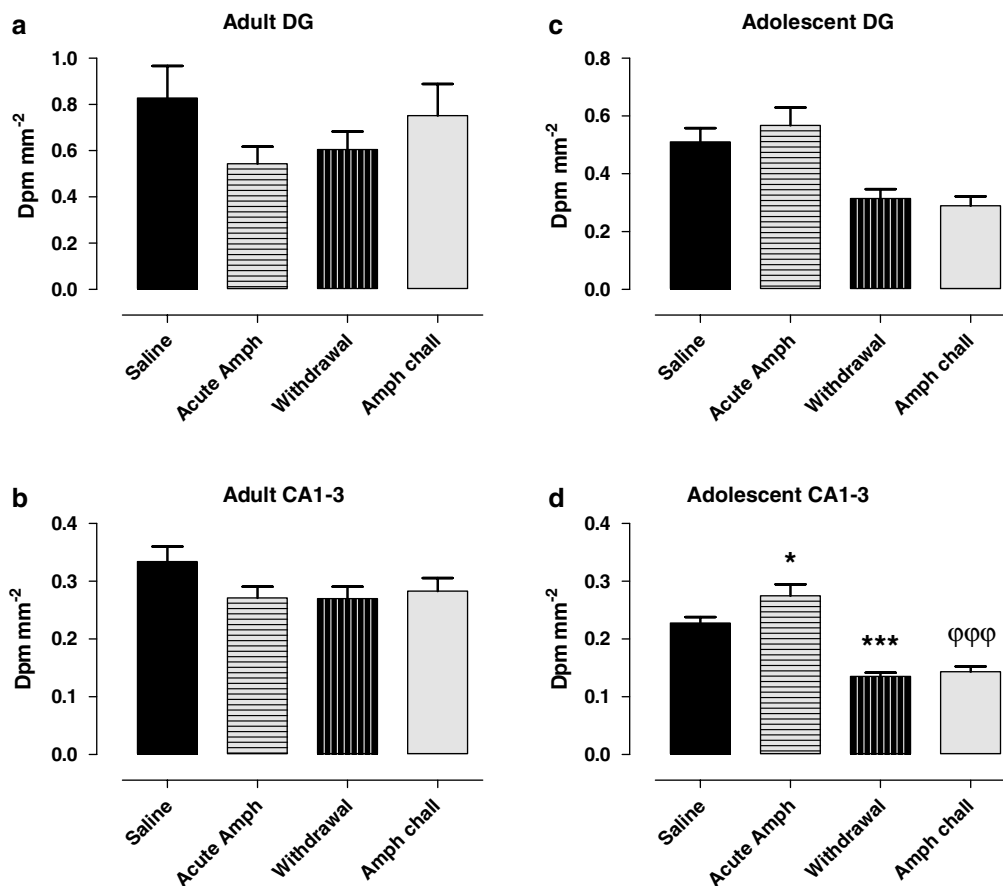 a
Adult DG
Dpm mm-2
1.0
0.8
0.6
0.4
0.2
0.0
Saline
Acute Amph
Withdrawal
Amph chall
c
Adolescent DG
Dpm mm-2
0.8
0.6
0.4
0.2
0.0
Saline
Acute Amph
Withdrawal
Amph chall
b
Adult CA1-3
Dpm mm-2
0.4
0.3
0.2
0.1
0.0
Saline
Acute Amph
Withdrawal
Amph chall
d
Adolescent CA1-3
Dpm mm-2
0.4
0.3
0.2
0.1
0.0
*
***
φφφ
Saline
Acute Amph
Withdrawal
Amph chall